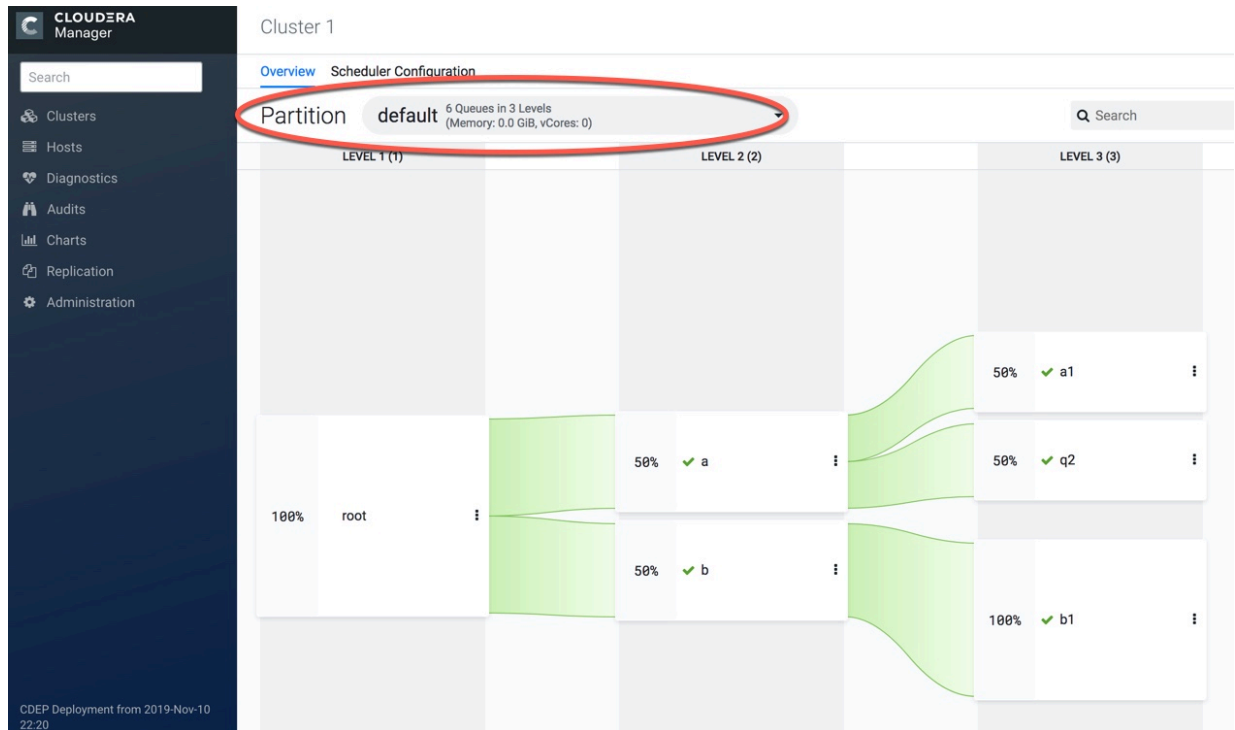 CLOUDERA
Manager
Search
Clusters
Hosts
Diagnostics
Audits
Charts
Replication
Administration
CDEP Deployment from 2019-Nov-10
22:20
Cluster 1
Overview Scheduler Configuration
Partition default 6 Queues in 3 Levels
(Memory: 0.0 GiB, vCores: 0)
Search
LEVEL 1 (1) LEVEL 2 (2) LEVEL 3 (3)
50% a1
50% a 50% q2
100% root
50% b
100% b1